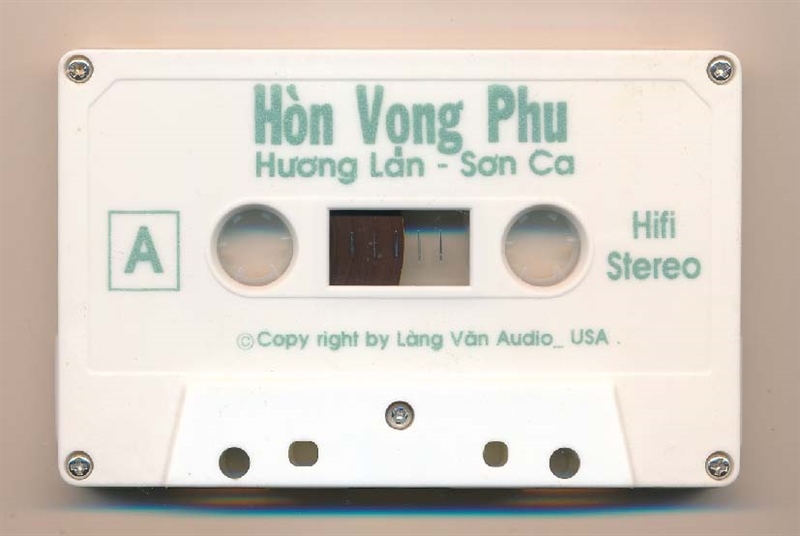 Hòn Vọng Phu
Hương Lan - Sơn Ca
A
Hifi
Stereo
©Copy right by Làng Văn Audio_ USA .